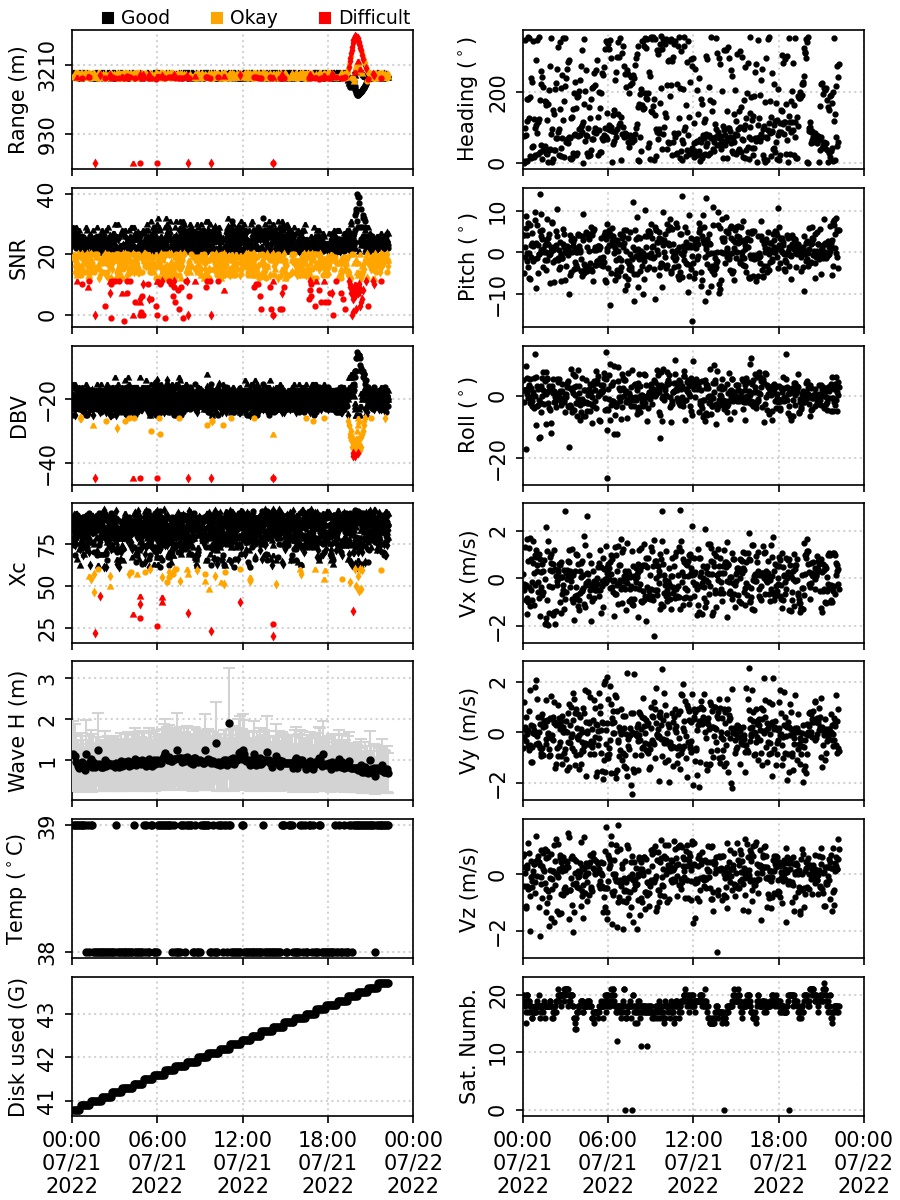 Good Okay Difficult
Range (m)
3210
930
Heading (°)
200
0
SNR
40
20
0
Pitch (°)
10
0
−10
DBV
−20
−40
Roll (°)
0
−20
Xc
75
50
25
Vx (m/s)
2
0
−2
Wave H (m)
3
2
1
Vy (m/s)
2
0
−2
Temp (°C)
39
38
Vz (m/s)
0
−2
Disk used (G)
43
42
41
Sat. Numb.
20
10
0
00:00 06:00 12:00 18:00 00:00
07/21 07/21 07/21 07/21 07/22
2022 2022 2022 2022 2022
00:00 06:00 12:00 18:00 00:00
07/21 07/21 07/21 07/21 07/22
2022 2022 2022 2022 2022